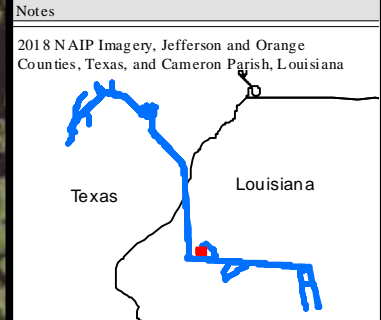 Notes
2018 NAIP Imagery, Jefferson and Orange
Counties, Texas, and Cameron Parish, Louisiana
Louisiana
Texas